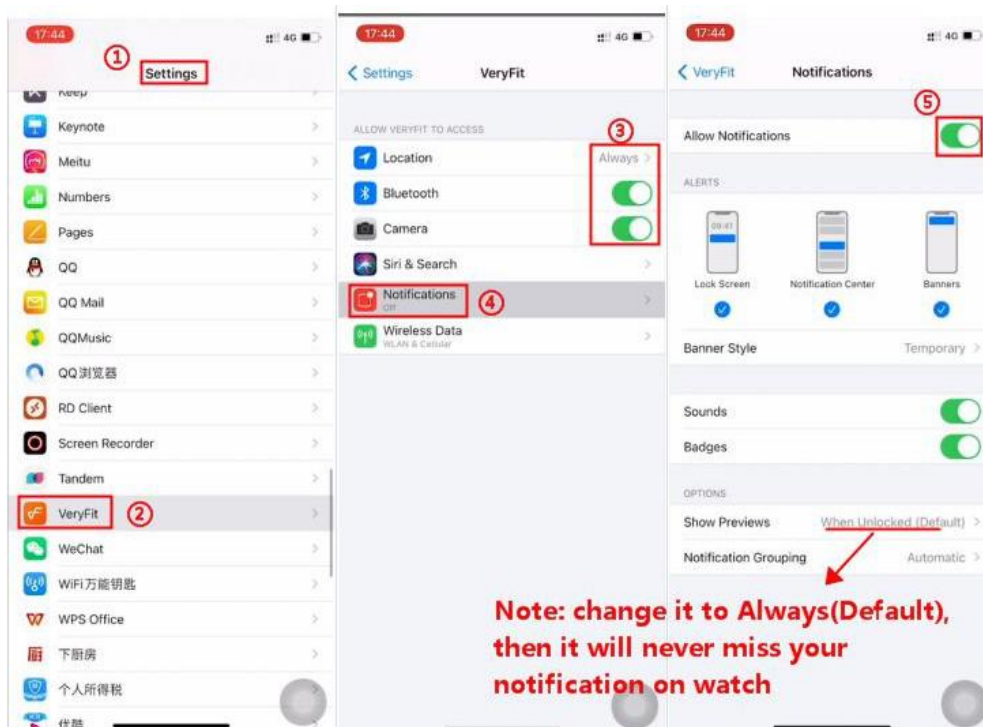 17:44
4G
①
Settings
Keep
Keynote
Meitu
Numbers
Pages
QQ
QQ Mail
QQMusic
QQ浏览器
RD Client
Screen Recorder
Tandem
VeryFit
②
WeChat
WiFi万能钥匙
WPS Office
下厨房
个人所得税
优酷
17:44
4G
Settings
VeryFit
ALLOW VERYFIT TO ACCESS
③
Location
Always
Bluetooth
Camera
Siri & Search
Notifications
Off
④
Wireless Data
WLAN & Cellular
17:44
4G
VeryFit
Notifications
⑤
Allow Notifications
ALERTS
09:41
Lock Screen
Notification Center
Banners
Banner Style
Temporary
Sounds
Badges
OPTIONS
Show Previews
When Unlocked (Default)
Notification Grouping
Automatic
Note: change it to Always(Default),
then it will never miss your
notification on watch